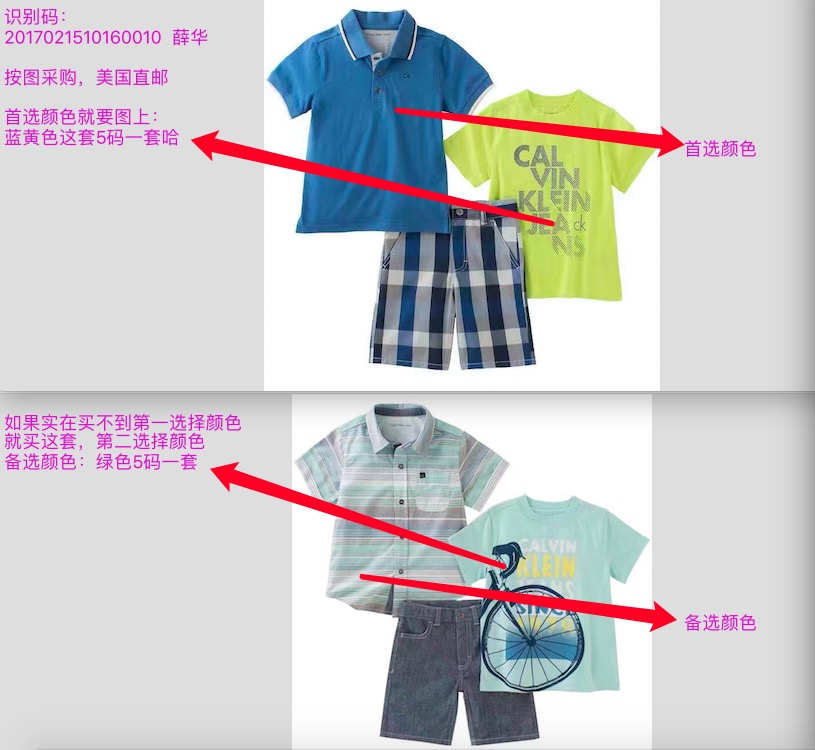 识别码：
2017021510160010 薛华
按图采购，美国直邮
首选颜色就要图上：
蓝黄色这套5码一套哈
首选颜色
CAL
VIN
KLEIN
JEA ck
NS
如果实在买不到第一选择颜色
就买这套，第二选择颜色
备选颜色：绿色5码一套
CALVIN
KLEIN
JEANS
SINCE
备选颜色